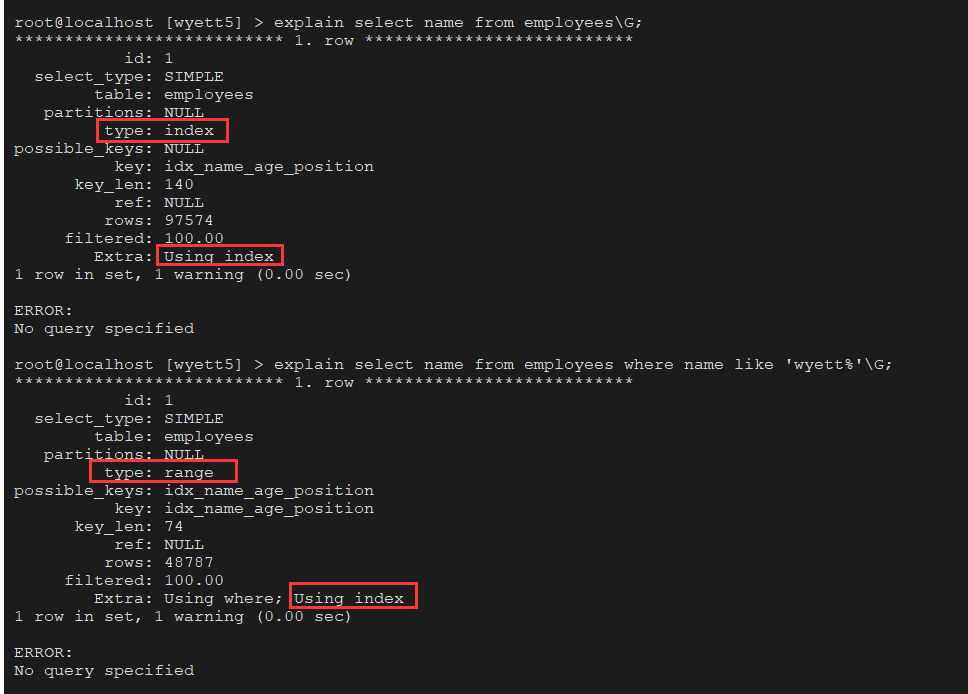 root@localhost [wyett5] > explain select name from employees\G;
*************************** 1. row ***************************
id: 1
select_type: SIMPLE
table: employees
partitions: NULL
type: index
possible_keys: NULL
key: idx_name_age_position
key_len: 140
ref: NULL
rows: 97574
filtered: 100.00
Extra: Using index
1 row in set, 1 warning (0.00 sec)
ERROR:
No query specified
root@localhost [wyett5] > explain select name from employees where name like 'wyett%'\G;
*************************** 1. row ***************************
id: 1
select_type: SIMPLE
table: employees
partitions: NULL
type: range
possible_keys: idx_name_age_position
key: idx_name_age_position
key_len: 74
ref: NULL
rows: 48787
filtered: 100.00
Extra: Using where; Using index
1 row in set, 1 warning (0.00 sec)
ERROR:
No query specified